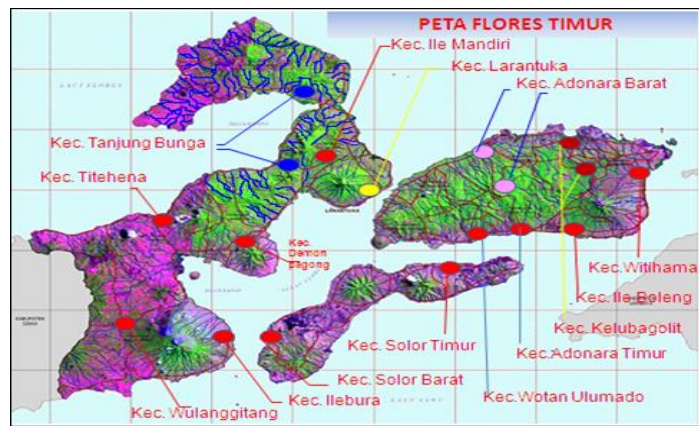 PETA FLORES TIMUR
Kec. Ile Mandiri
Kec. Larantuka
Kec. Adonara Barat
Kec. Tanjung Bunga
Kec. Titehena
Kec.
Demon
Pagong
Kec. Witihama
Kec. Ile Boleng
Kec. Kelubagolit
Kec. Solor Timur
Kec. Adonara Timur
Kec. Solor Barat
Kec. Wotan Ulumado
Kec. Ilebura
Kec. Wulanggitang